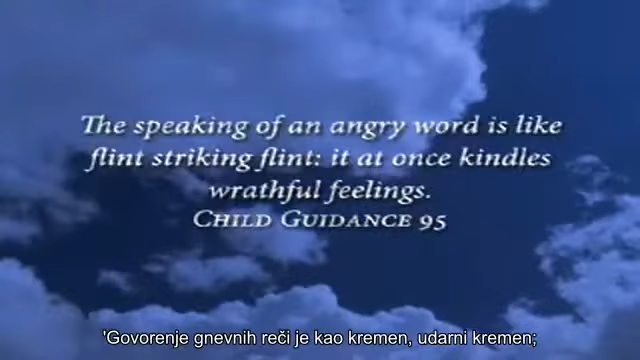 The speaking of an angry word is like
flint striking flint: it at once kindles
wrathful feelings.
Child Guidance 95
'Govorenje gnevnih reči je kao kremen, udarni kremen;